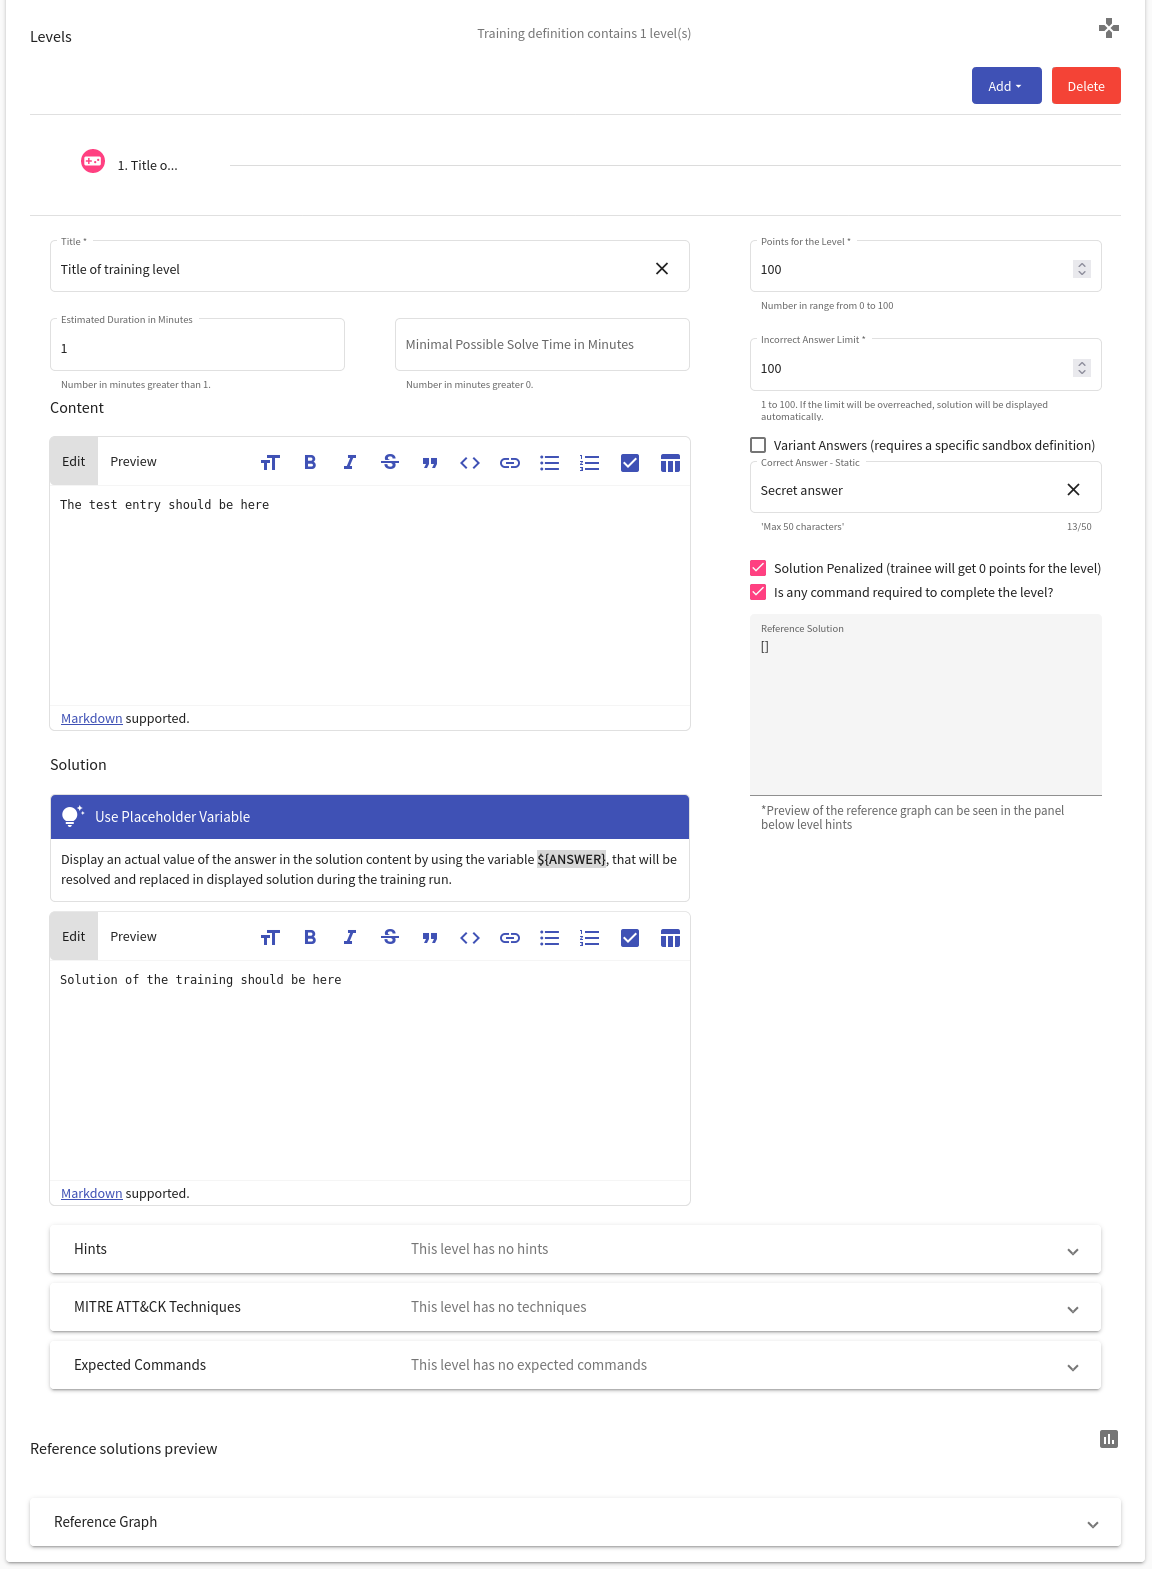 Levels
Training definition contains 1 level(s)
Add
Delete
1. Title o...
Title *
Title of training level
Estimated Duration in Minutes
1
Number in minutes greater than 1.
Minimal Possible Solve Time in Minutes
Number in minutes greater 0.
Points for the Level *
100
Number in range from 0 to 100
Incorrect Answer Limit *
100
1 to 100. If the limit will be overreached, solution will be displayed
automatically.
Variant Answers (requires a specific sandbox definition)
Correct Answer - Static
Secret answer
'Max 50 characters'
13/50
Solution Penalized (trainee will get 0 points for the level)
Is any command required to complete the level?
Reference Solution
[]
*Preview of the reference graph can be seen in the panel
below level hints
Content
Edit
Preview
The test entry should be here
Markdown supported.
Solution
Use Placeholder Variable
Display an actual value of the answer in the solution content by using the variable ${ANSWER}, that will be
resolved and replaced in displayed solution during the training run.
Edit
Preview
Solution of the training should be here
Markdown supported.
Hints
This level has no hints
MITRE ATT&CK Techniques
This level has no techniques
Expected Commands
This level has no expected commands
Reference solutions preview
Reference Graph